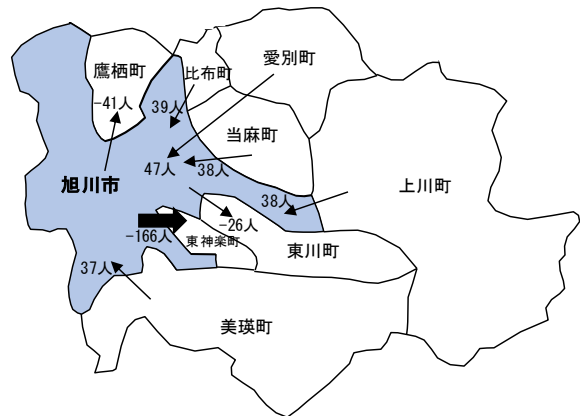 愛別町
鷹栖町
比布町
-41人
39人
当麻町
47人
38人
旭川市
上川町
38人
-26人
-166人
東神楽町
東川町
37人
美瑛町